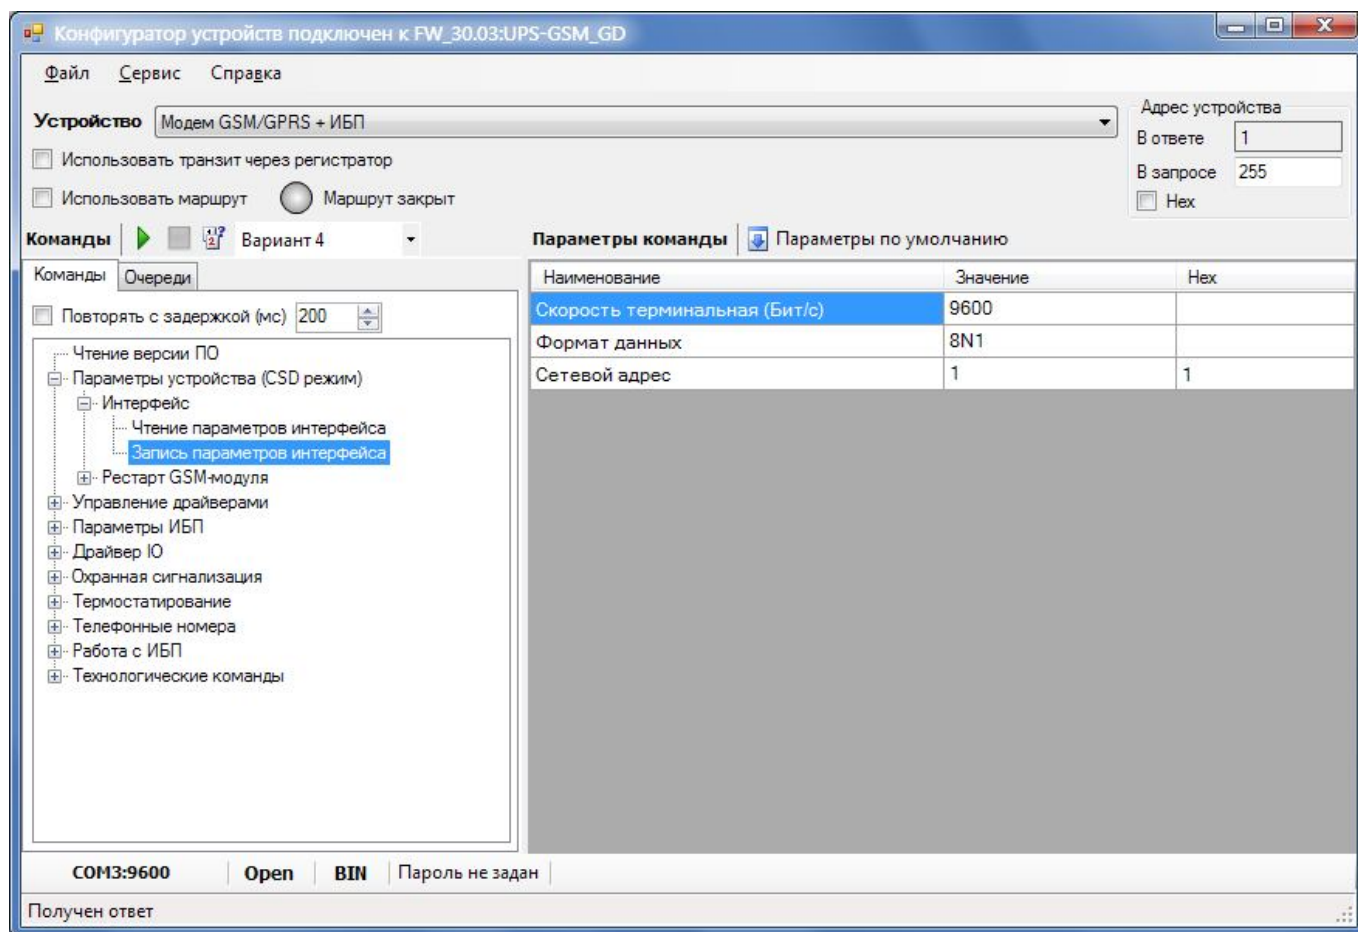 Конфигуратор устройств подключен к FW_30.03:UPS-GSM_GD
Файл Сервис Справка
Устройство Модем GSM/GPRS + ИБП
Использовать транзит через регистратор
Использовать маршрут Маршрут закрыт
Адрес устройства
В ответе 1
В запросе 255
Hex
Команды Вариант 4
Параметры команды Параметры по умолчанию
Команды Очереди
Повторять с задержкой (мс) 200
Чтение версии ПО
Параметры устройства (CSD режим)
Интерфейс
Чтение параметров интерфейса
Запись параметров интерфейса
Рестарт GSM-модуля
Управление драйверами
Параметры ИБП
Драйвер IO
Охранная сигнализация
Термостатирование
Телефонные номера
Работа с ИБП
Технологические команды
Наименование Значение Hex
Скорость терминальная (Бит/с) 9600
Формат данных 8N1
Сетевой адрес 1 1
COM3:9600 Open BIN Пароль не задан
Получен ответ